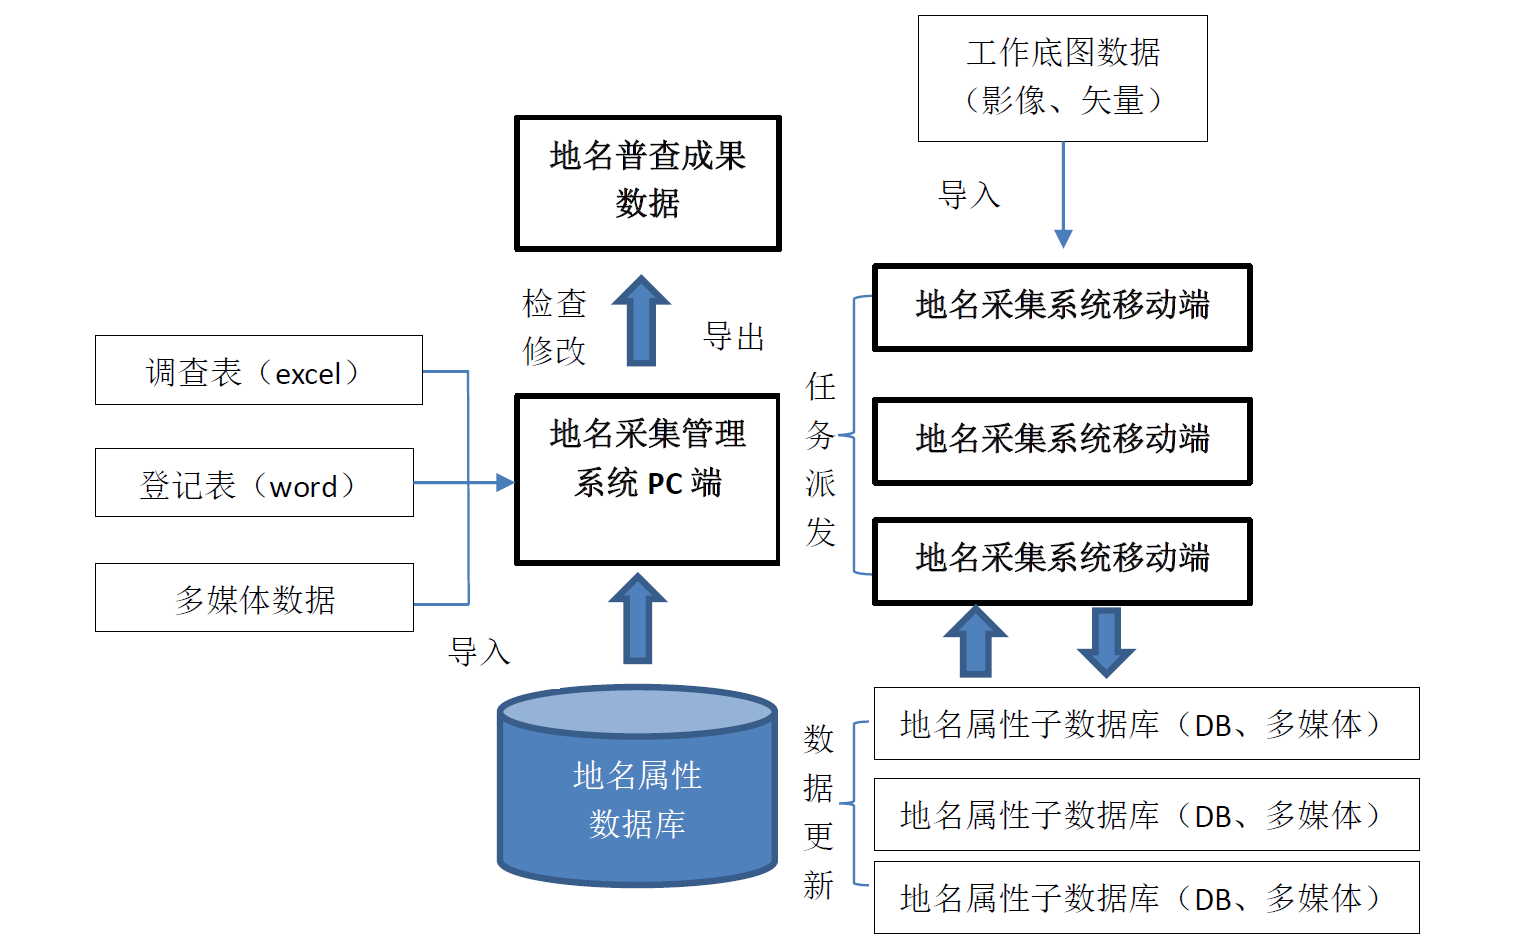 工作底图数据
（影像、矢量）
导入
地名普查成果
数据
检查
修改
导出
调查表（excel）
登记表（word）
多媒体数据
导入
地名采集管理
系统 PC 端
地名属性
数据库
任
务
派
发
地名采集系统移动端
地名采集系统移动端
地名采集系统移动端
数
据
更
新
地名属性子数据库（DB、多媒体）
地名属性子数据库（DB、多媒体）
地名属性子数据库（DB、多媒体）